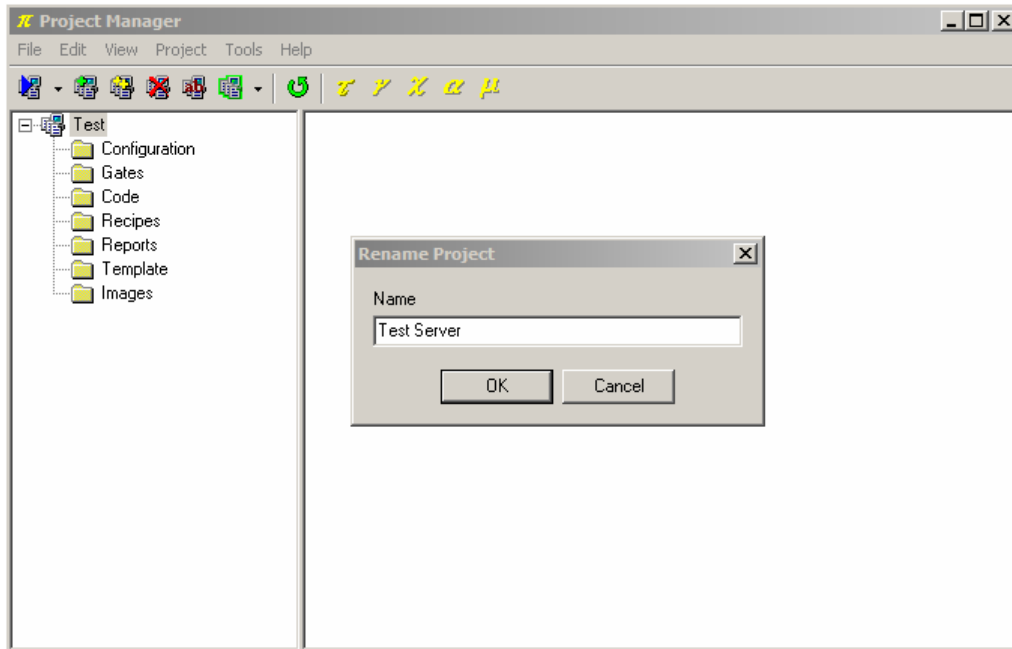 π Project Manager
File Edit View Project Tools Help
ab τ γ χ α μ
Test
Configuration
Gates
Code
Recipes
Reports
Template
Images
Rename Project
Name
Test Server
OK Cancel